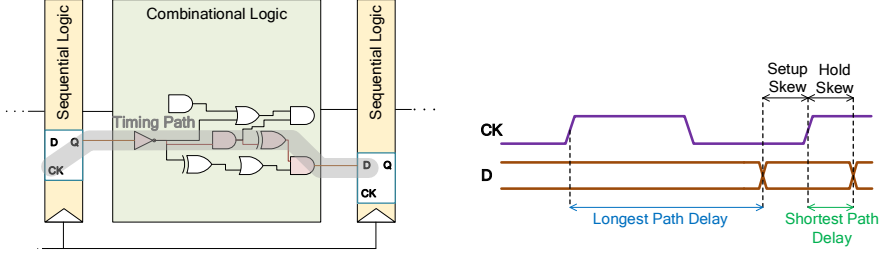 Sequential Logic
Combinational Logic
Sequential Logic
Timing Path
D Q
CK
D Q
CK
Setup Skew
Hold Skew
CK
D
Longest Path Delay
Shortest Path
Delay